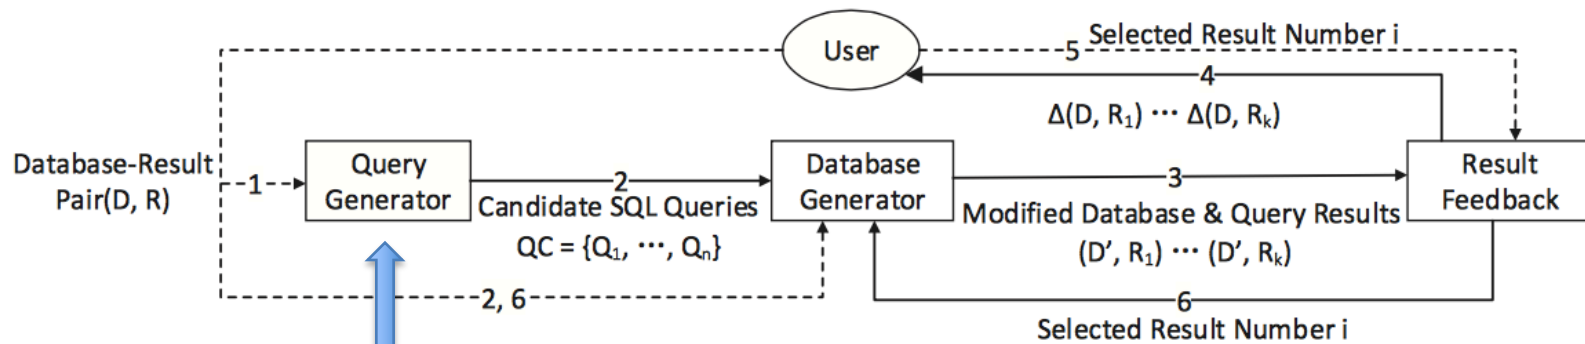 User
5
Selected Result Number i
4
Δ(D, R₁) ⋯ Δ(D, Rₖ)
Database-Result
Pair(D, R)
1
Query
Generator
2
Candidate SQL Queries
QC = {Q₁, ⋯, Qₙ}
Database
Generator
3
Modified Database & Query Results
(D’, R₁) ⋯ (D’, Rₖ)
Result
Feedback
2, 6
6
Selected Result Number i